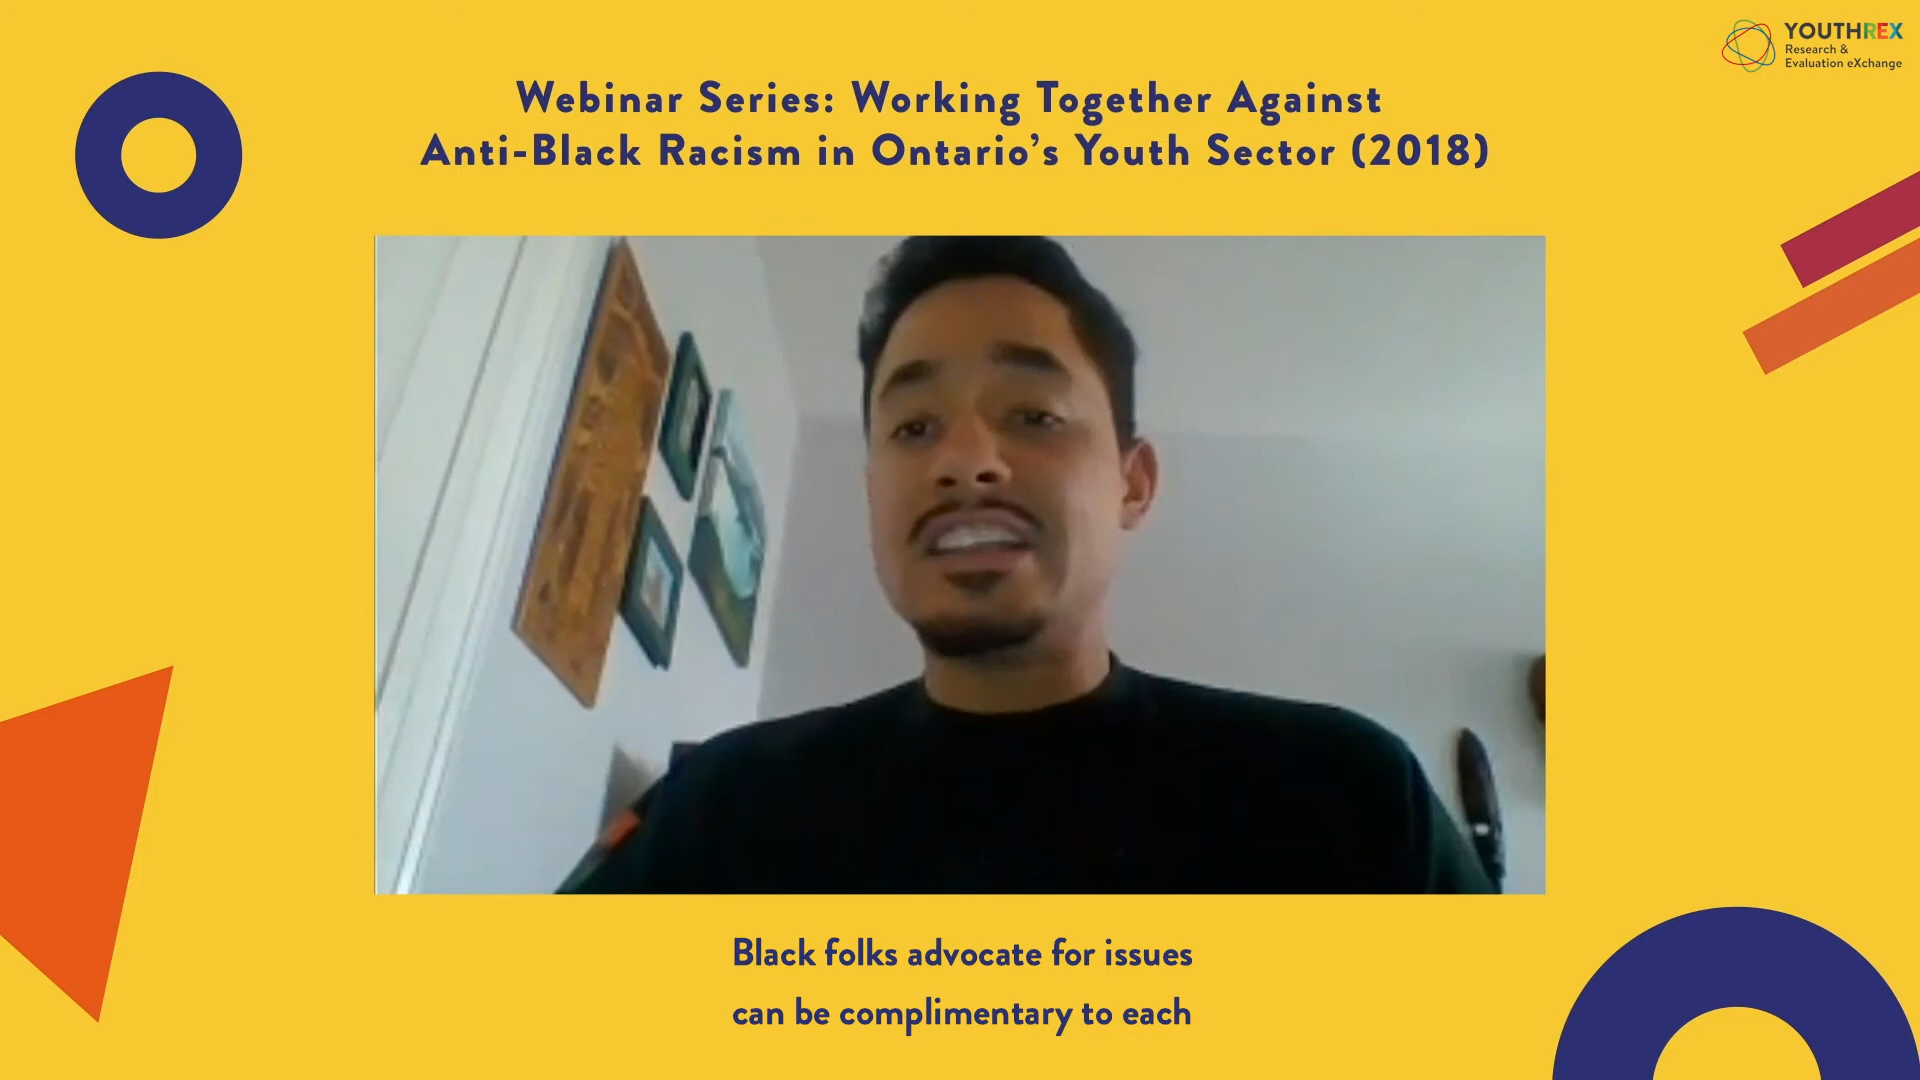 YOUTHREX
Research &
Evaluation eXchange
Webinar Series: Working Together Against
Anti-Black Racism in Ontario’s Youth Sector (2018)
Black folks advocate for issues
can be complimentary to each